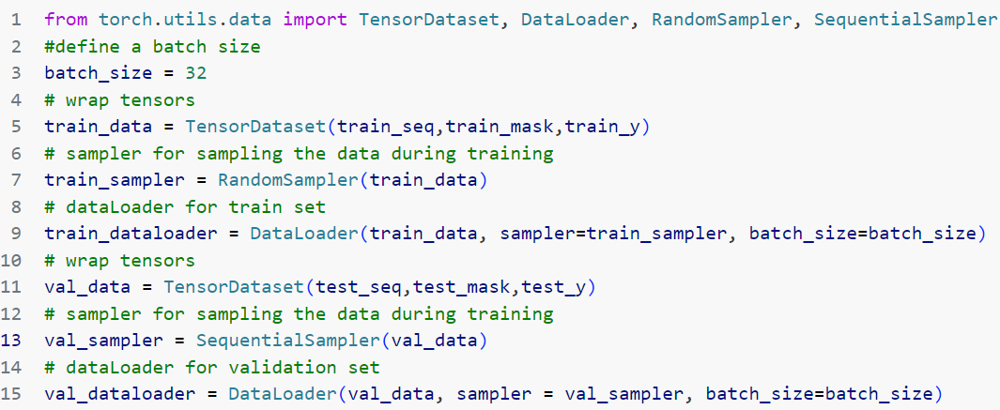 1 from torch.utils.data import TensorDataset, DataLoader, RandomSampler, SequentialSampler
2 #define a batch size
3 batch_size = 32
4 # wrap tensors
5 train_data = TensorDataset(train_seq,train_mask,train_y)
6 # sampler for sampling the data during training
7 train_sampler = RandomSampler(train_data)
8 # dataLoader for train set
9 train_dataloader = DataLoader(train_data, sampler=train_sampler, batch_size=batch_size)
10 # wrap tensors
11 val_data = TensorDataset(test_seq,test_mask,test_y)
12 # sampler for sampling the data during training
13 val_sampler = SequentialSampler(val_data)
14 # dataLoader for validation set
15 val_dataloader = DataLoader(val_data, sampler = val_sampler, batch_size=batch_size)